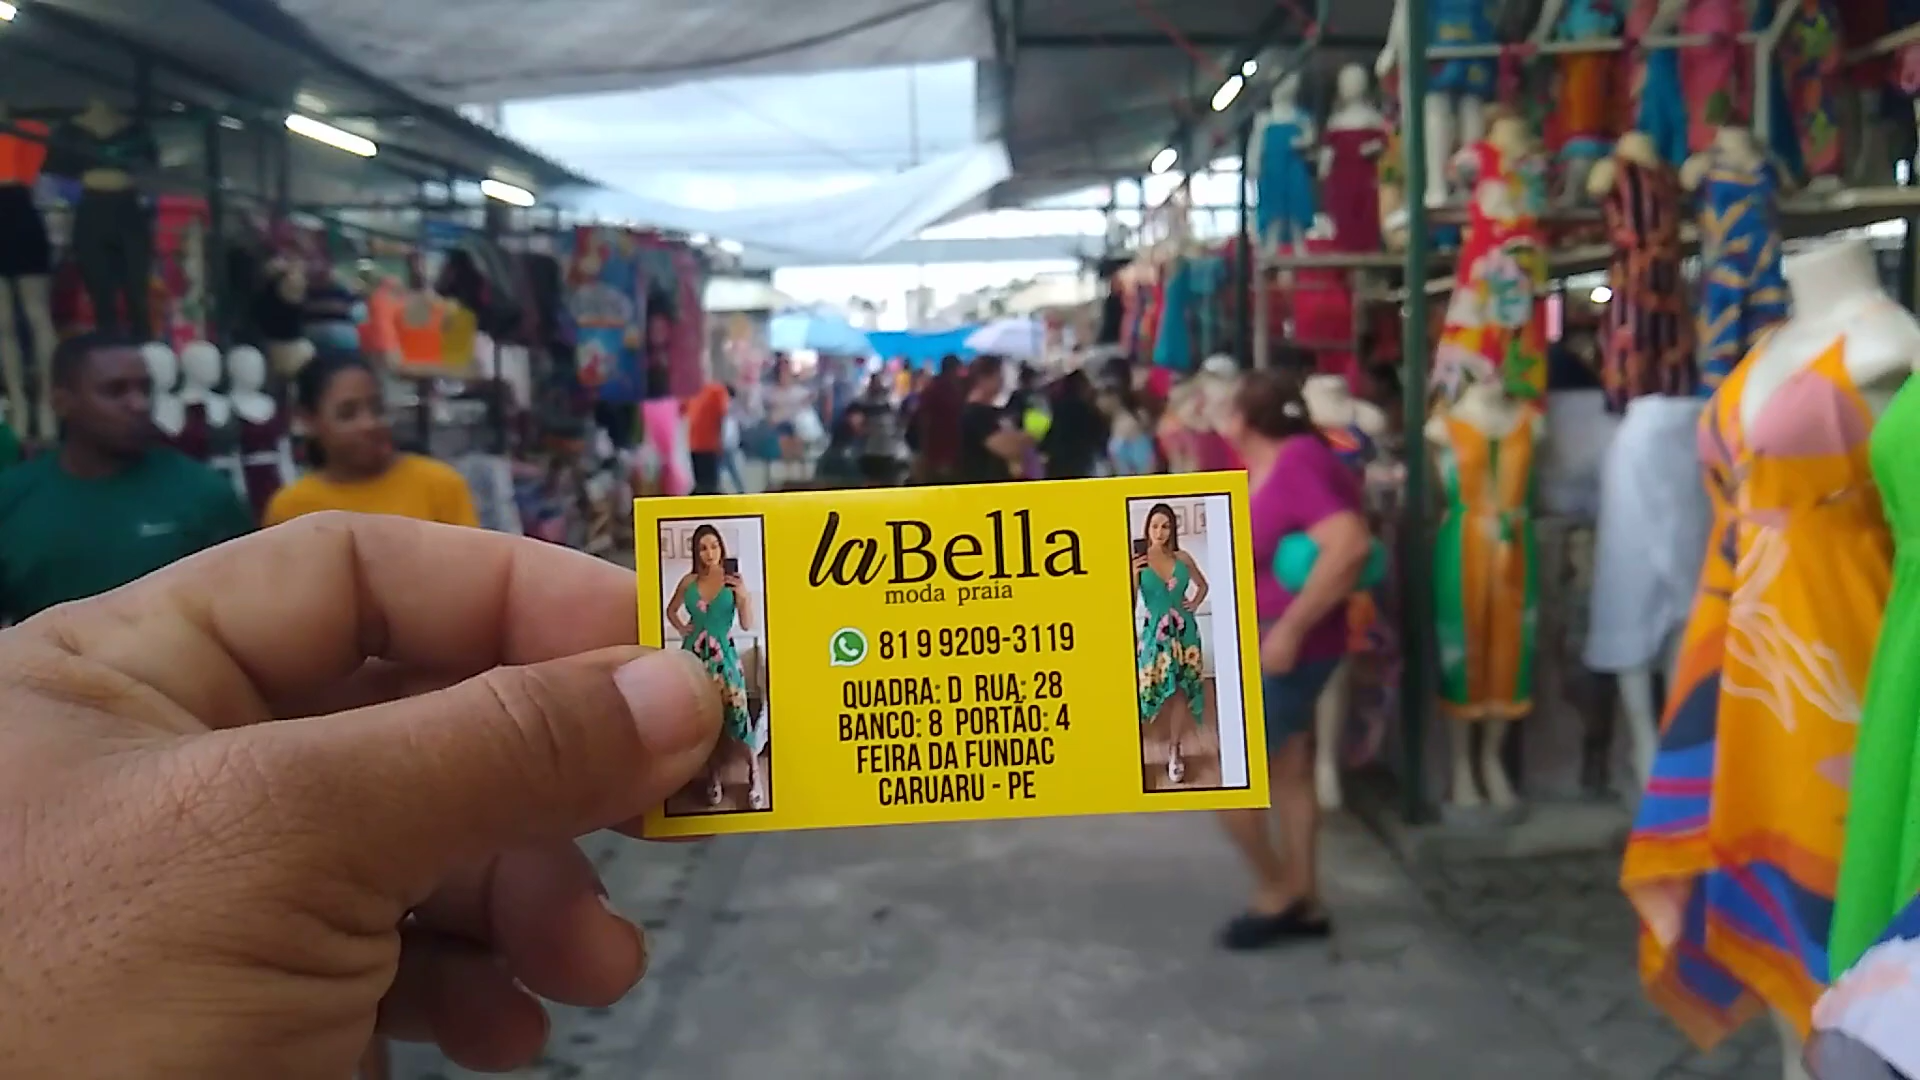 laBella
moda praia
81 9 9209-3119
QUADRA: D RUA: 28
BANCO: 8 PORTÃO: 4
FEIRA DA FUNDAC
CARUARU - PE